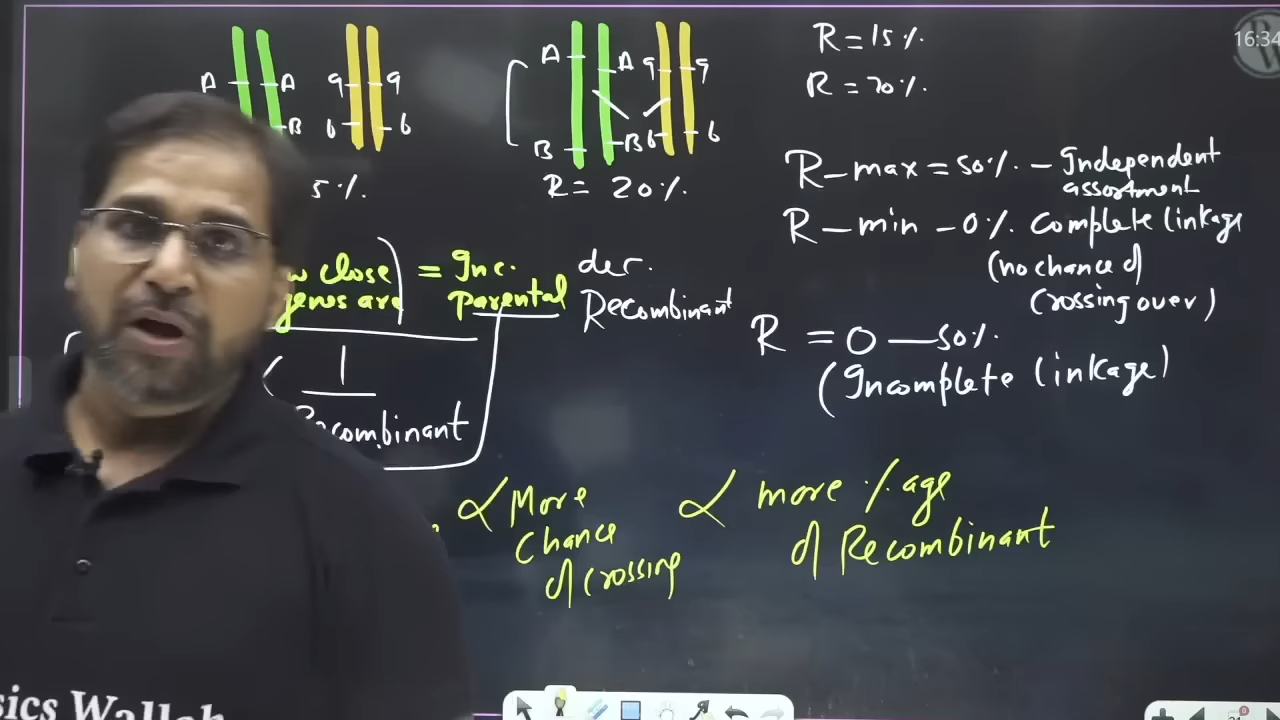 A
A
q
q
B
b
b
5%.
A
A
q
q
B
B
b
b
R = 20%.
R = 15%.
R = 20%.
16:34
R - max = 50%. - Independent
assortment
R - min - 0%. Complete linkage
(no chance of
Crossing over)
R = 0 — 50%.
(Incomplete linkage)
close
genes are
= Inc.
parental
der.
Recombinant
∝ 1
Recombinant
∝ More
Chance
of crossing
∝ more %age
of Recombinant
sics Wallah